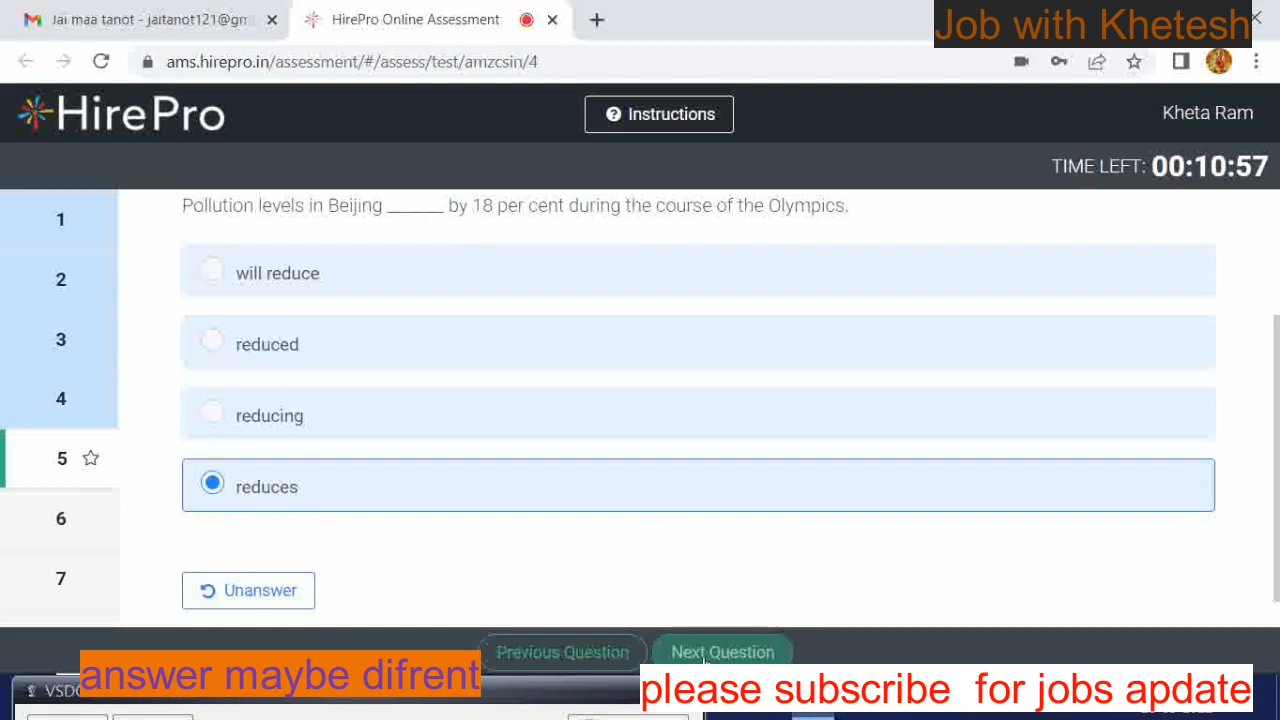 Jai maa tanot - jaitanot121@gm
HirePro Online Assessment
Job with Khetesh
ams.hirepro.in/assessment/#/assess/test/amzcsin/4
HirePro
Instructions
Kheta Ram
TIME LEFT: 00:10:57
1
2
3
4
5
6
7
Pollution levels in Beijing ______ by 18 per cent during the course of the Olympics.
will reduce
reduced
reducing
reduces
Unanswer
Previous Question
Next Question
answer maybe difrent
please subscribe for jobs apdate